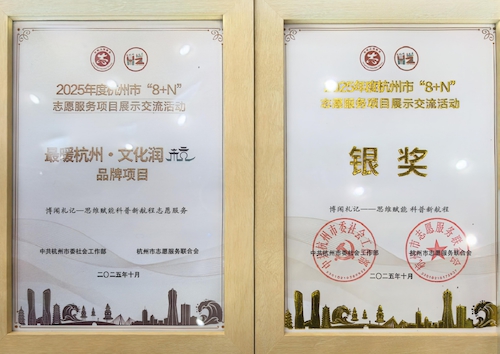 2025年度杭州市“8+N”
志愿服务项目展示交流活动
最暖杭州·文化润杭
品牌项目
博闻札记——思维赋能科普新航程志愿服务
中共杭州市委社会工作部 杭州市志愿服务联合会
二〇二五年十月
2025年度杭州市“8+N”
志愿服务项目展示交流活动
银奖
博闻札记——思维赋能 科普新航程
中共杭州市委社会工作部 杭州市志愿服务联合会
二〇二五年十月